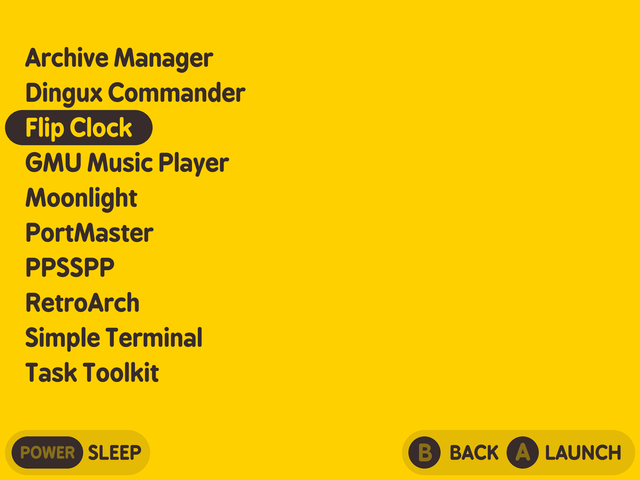 Archive Manager
Dingux Commander
Flip Clock
GMU Music Player
Moonlight
PortMaster
PPSSPP
RetroArch
Simple Terminal
Task Toolkit
POWER SLEEP B BACK A LAUNCH